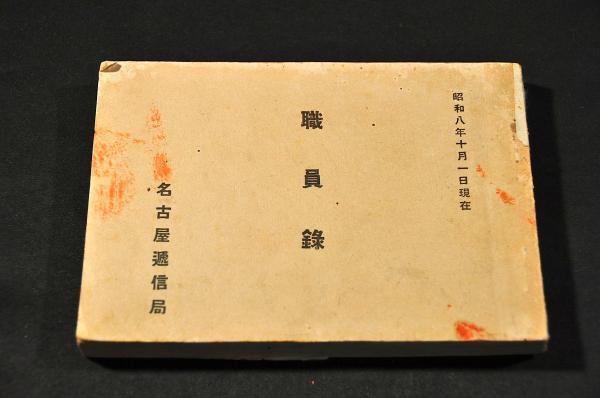 昭和八年十月一日現在
職員錄
名古屋遞信局